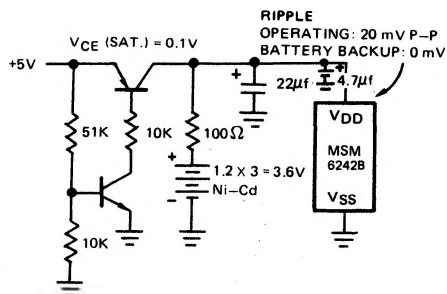 RIPPLE
OPERATING: 20 mV P–P
BATTERY BACKUP: 0 mV
VCE (SAT.) = 0.1V
+5V
+
22µf
+
4.7µf
51K
10K
100Ω
+
1.2 X 3 = 3.6V
Ni–Cd
–
VDD
MSM
6242B
VSS
10K